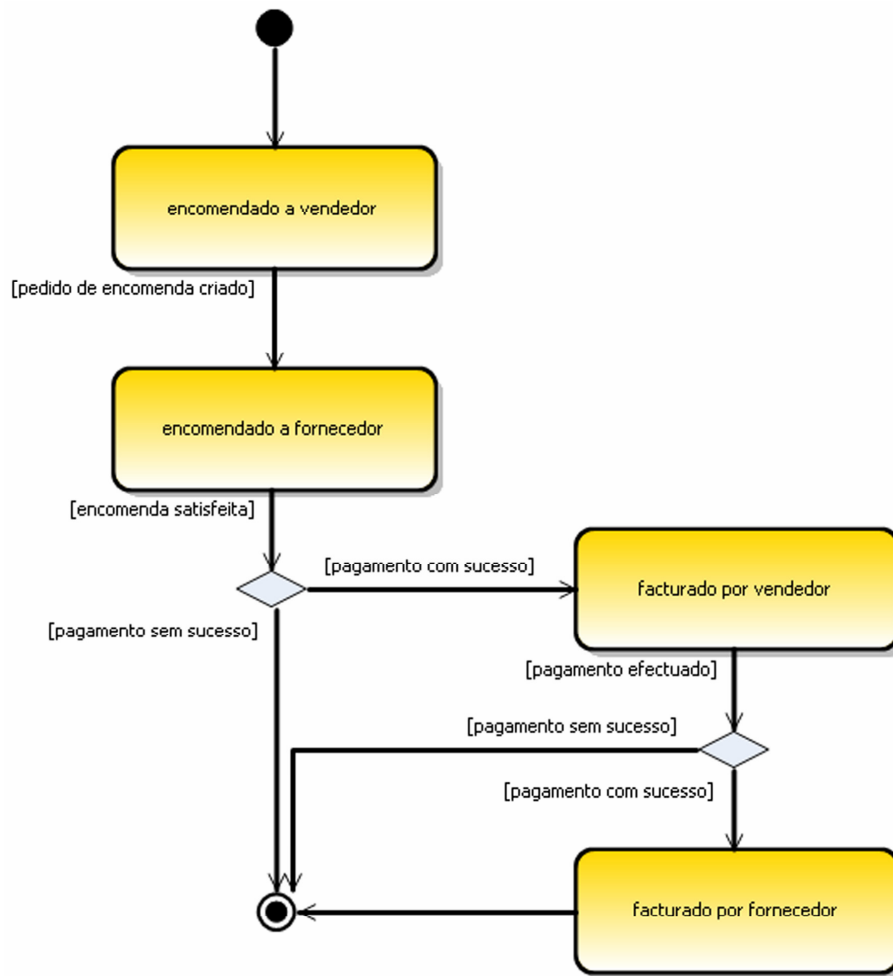 encomendado a vendedor
[pedido de encomenda criado]
encomendado a fornecedor
[encomenda satisfeita]
[pagamento com sucesso]
facturado por vendedor
[pagamento sem sucesso]
[pagamento efectuado]
[pagamento sem sucesso]
[pagamento com sucesso]
facturado por fornecedor